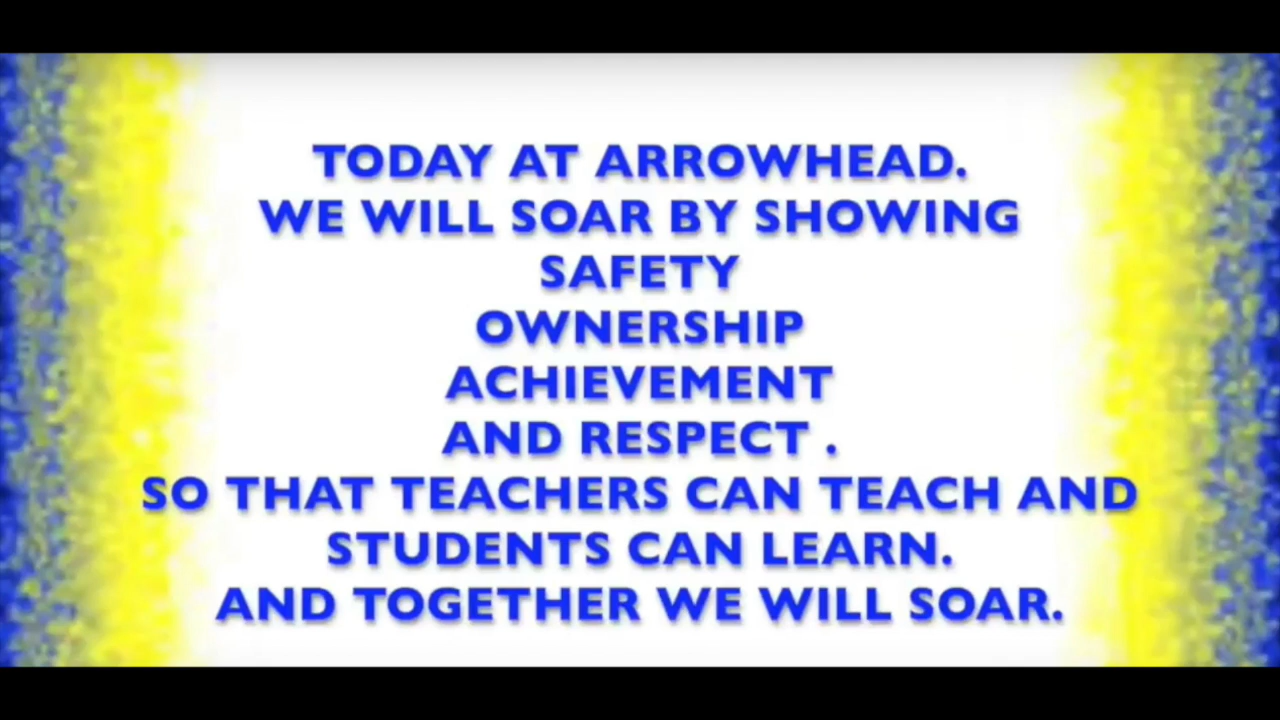 TODAY AT ARROWHEAD.
WE WILL SOAR BY SHOWING
SAFETY
OWNERSHIP
ACHIEVEMENT
AND RESPECT .
SO THAT TEACHERS CAN TEACH AND
STUDENTS CAN LEARN.
AND TOGETHER WE WILL SOAR.